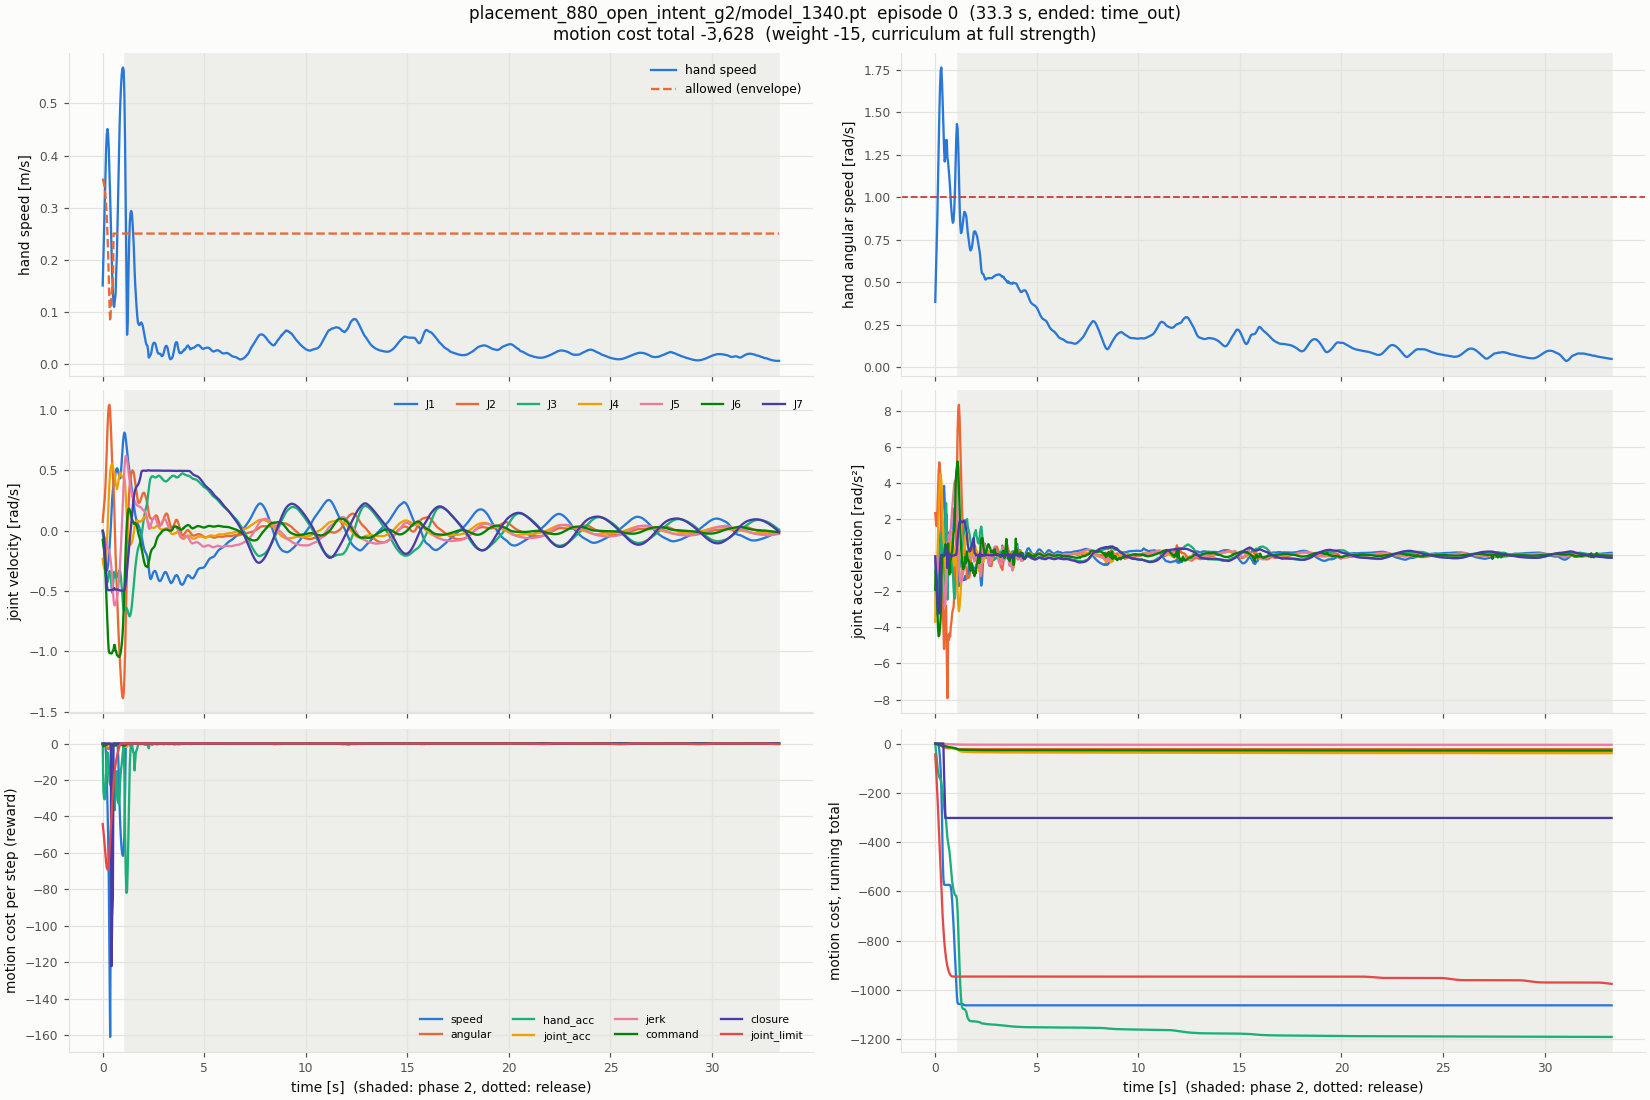 placement_880_open_intent_g2/model_1340.pt  episode 0  (33.3 s, ended: time_out)
motion cost total -3,628  (weight -15, curriculum at full strength)
hand speed [m/s]
0.5
0.4
0.3
0.2
0.1
0.0
hand speed
allowed (envelope)
hand angular speed [rad/s]
1.75
1.50
1.25
1.00
0.75
0.50
0.25
0.00
joint velocity [rad/s]
1.0
0.5
0.0
−0.5
−1.0
−1.5
J1 J2 J3 J4 J5 J6 J7
joint acceleration [rad/s²]
8
6
4
2
0
−2
−4
−6
−8
motion cost per step (reward)
0
−20
−40
−60
−80
−100
−120
−140
−160
speed hand_acc jerk closure
angular joint_acc command joint_limit
0 5 10 15 20 25 30
time [s]  (shaded: phase 2, dotted: release)
motion cost, running total
0
−200
−400
−600
−800
−1000
−1200
0 5 10 15 20 25 30
time [s]  (shaded: phase 2, dotted: release)